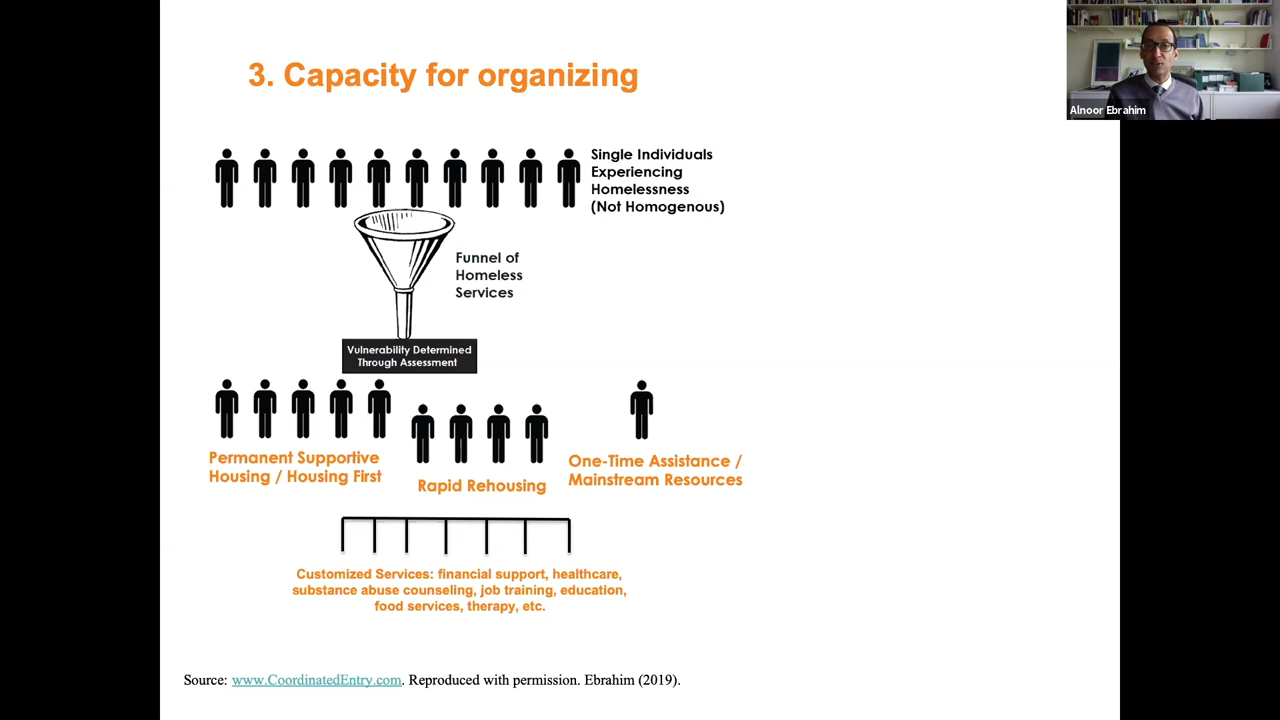 3. Capacity for organizing
Alnoor Ebrahim
Single Individuals
Experiencing
Homelessness
(Not Homogenous)
Funnel of
Homeless
Services
Vulnerability Determined
Through Assessment
Permanent Supportive
Housing / Housing First
Rapid Rehousing
One-Time Assistance /
Mainstream Resources
Customized Services: financial support, healthcare,
substance abuse counseling, job training, education,
food services, therapy, etc.
Source: www.CoordinatedEntry.com. Reproduced with permission. Ebrahim (2019).